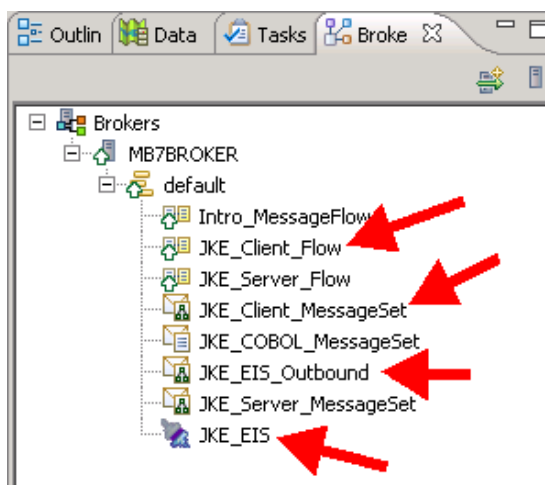 Outlin Data Tasks Broke
Brokers
MB7BROKER
default
Intro_MessageFlow
JKE_Client_Flow
JKE_Server_Flow
JKE_Client_MessageSet
JKE_COBOL_MessageSet
JKE_EIS_Outbound
JKE_Server_MessageSet
JKE_EIS